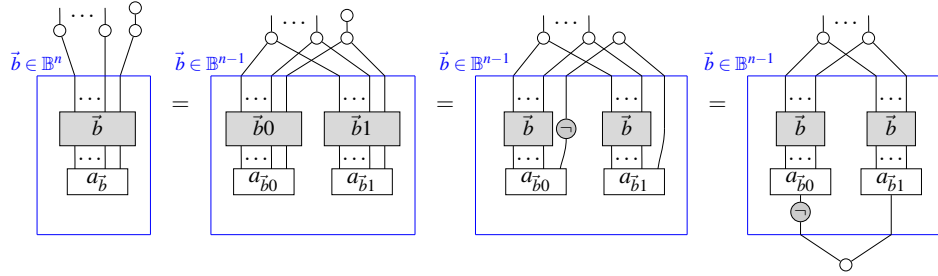 ⋯ ⋯ ⋯ ⋯
b⃗ ∈ 𝔹ⁿ b⃗ ∈ 𝔹ⁿ⁻¹ b⃗ ∈ 𝔹ⁿ⁻¹ b⃗ ∈ 𝔹ⁿ⁻¹
⋯ = ⋯ ⋯ = ⋯ ⋯ = ⋯ ⋯
b⃗ b⃗0 b⃗1 b⃗ ¬ b⃗ b⃗ b⃗
⋯ ⋯ ⋯ ⋯ ⋯ ⋯ ⋯
a_b⃗ a_b⃗0 a_b⃗1 a_b⃗0 a_b⃗1 a_b⃗0 a_b⃗1
¬